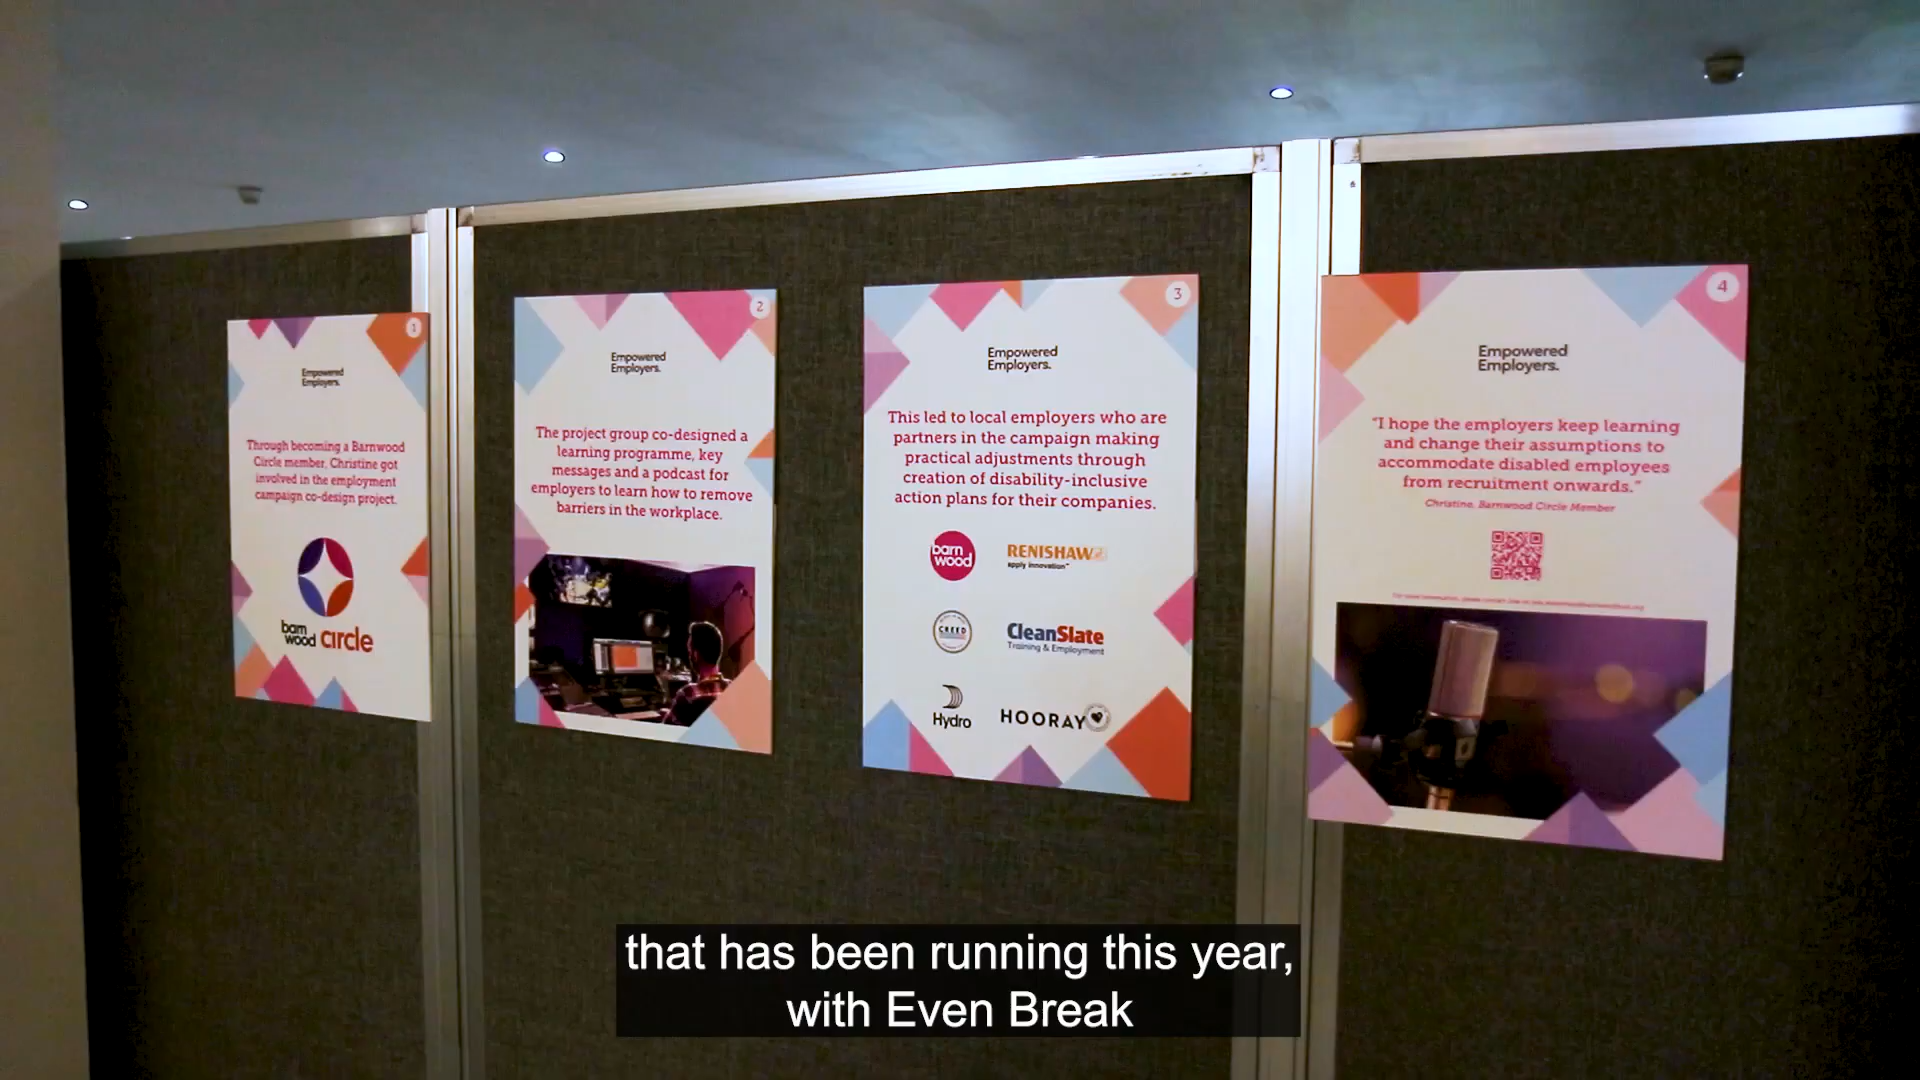 1
Empowered
Employers.
Through becoming a Barnwood
Circle member, Christine got
involved in the employment
campaign co-design project.
barn
wood circle
2
Empowered
Employers.
The project group co-designed a
learning programme, key
messages and a podcast for
employers to learn how to remove
barriers in the workplace.
3
Empowered
Employers.
This led to local employers who are
partners in the campaign making
practical adjustments through
creation of disability-inclusive
action plans for their companies.
barn
wood
RENISHAW
apply innovation™
CREED
CleanSlate
Training & Employment
Hydro
HOORAY
4
Empowered
Employers.
"I hope the employers keep learning
and change their assumptions to
accommodate disabled employees
from recruitment onwards."
Christine, Barnwood Circle Member
that has been running this year,
with Even Break